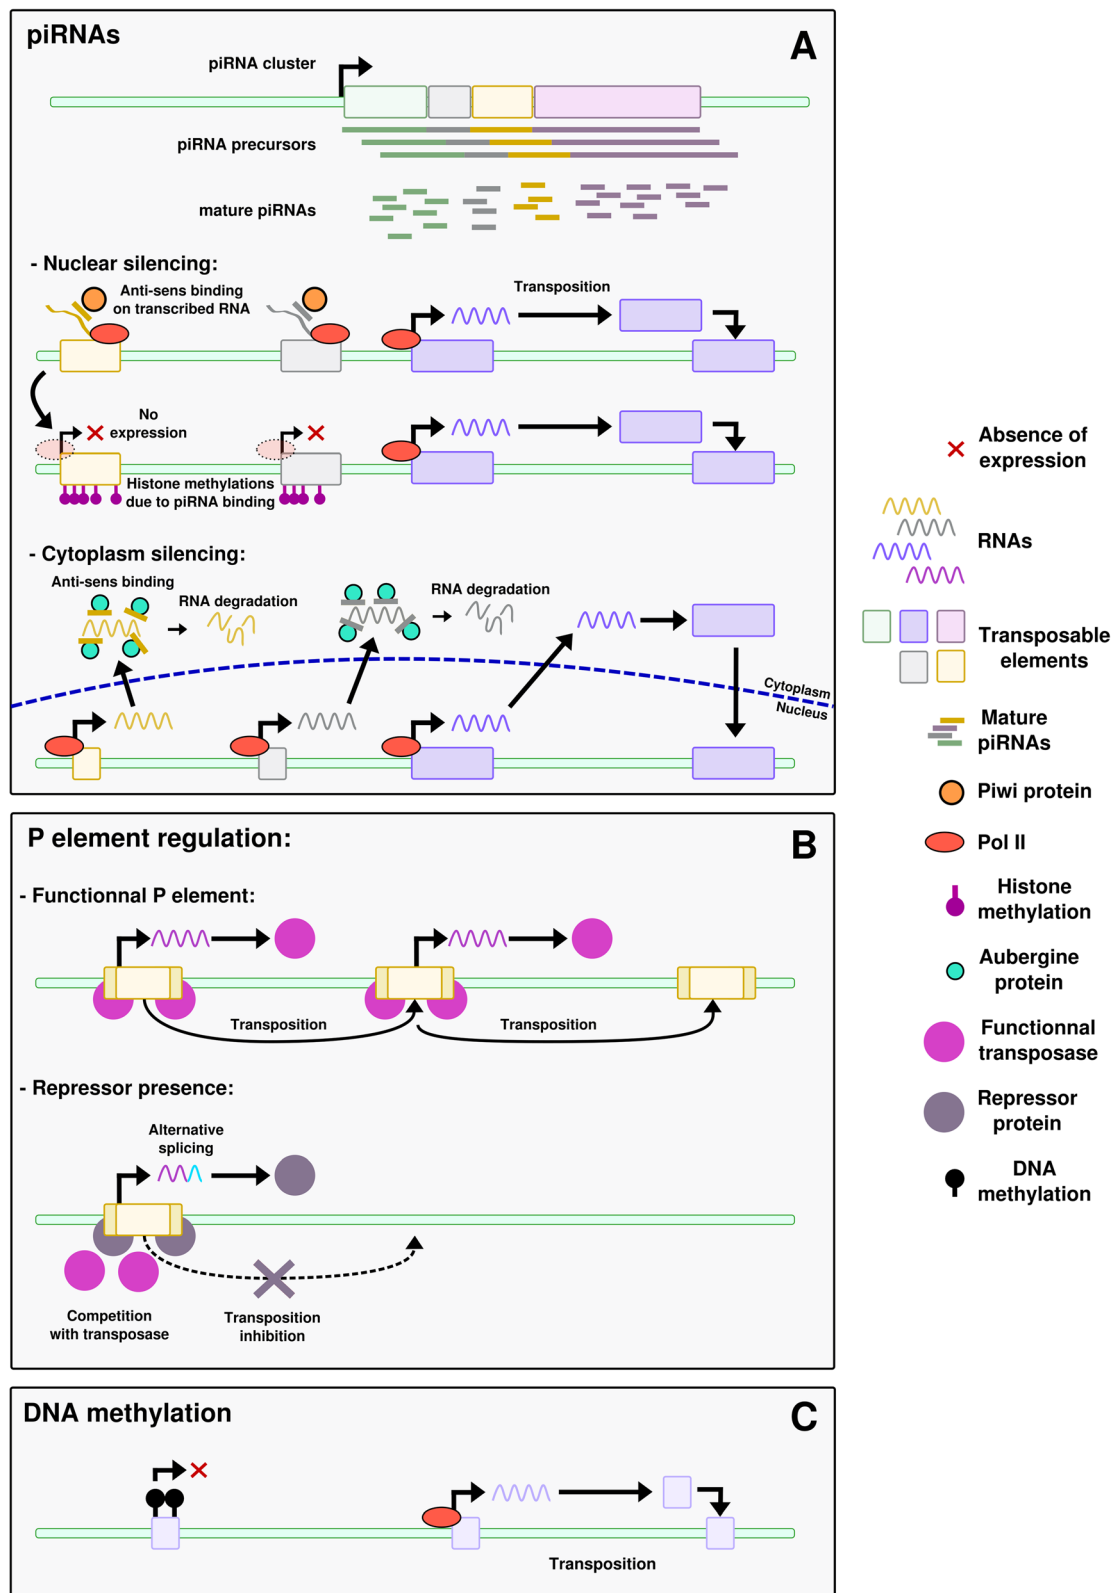 piRNAs
A
piRNA cluster
piRNA precursors
mature piRNAs
- Nuclear silencing:
Anti-sens binding
on transcribed RNA
Transposition
No
expression
Histone methylations
due to piRNA binding
- Cytoplasm silencing:
Anti-sens binding
RNA degradation
RNA degradation
Cytoplasm
Nucleus
P element regulation:
B
- Functionnal P element:
Transposition
Transposition
- Repressor presence:
Alternative
splicing
Competition
with transposase
Transposition
inhibition
DNA methylation
C
Transposition
Absence of
expression
RNAs
Transposable
elements
Mature
piRNAs
Piwi protein
Pol II
Histone
methylation
Aubergine
protein
Functionnal
transposase
Repressor
protein
DNA
methylation